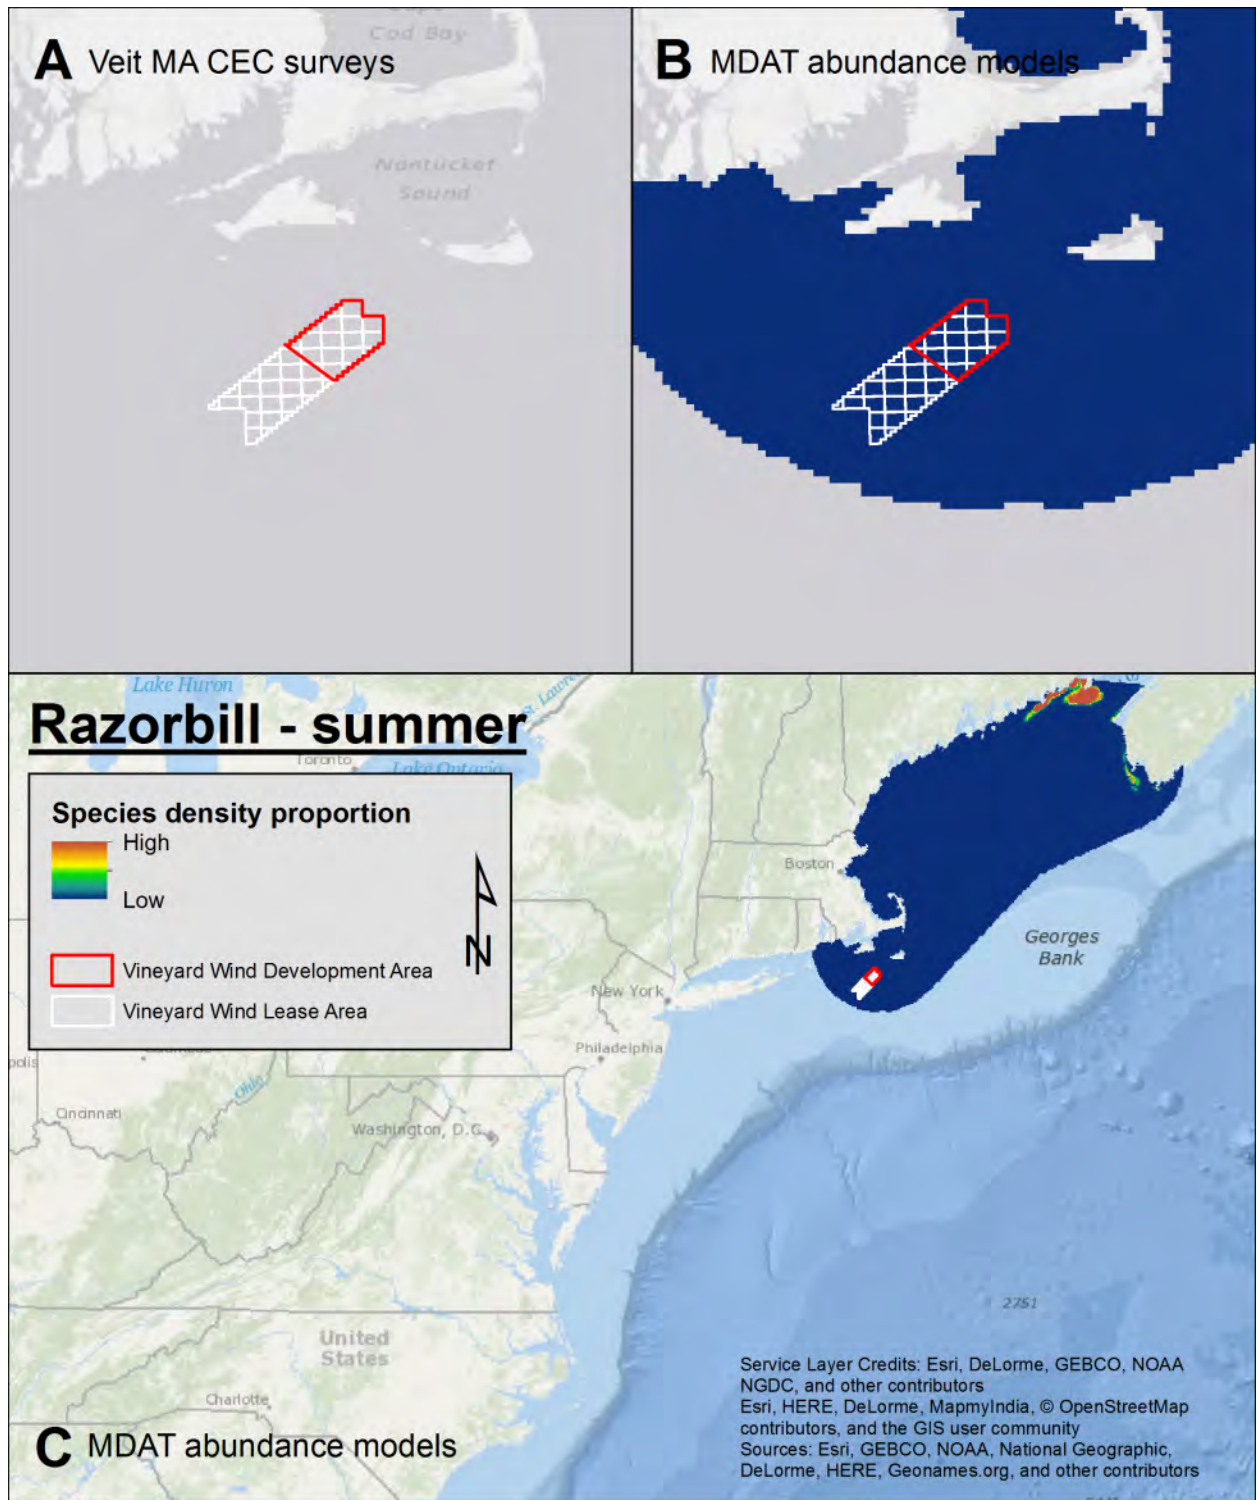 A Veit MA CEC surveys
Cod Bay
Nantucket
Sound
B MDAT abundance models
Lake Huron
St. Lawre
Razorbill - summer
Toronto
Lake Ontario
Species density proportion
High
Low
N
Vineyard Wind Development Area
Vineyard Wind Lease Area
Boston
Georges
Bank
New York
Philadelphia
polis
Ohio
Cincinnati
Washington, D.C.
2751
United
States
Charlotte
Service Layer Credits: Esri, DeLorme, GEBCO, NOAA
NGDC, and other contributors
Esri, HERE, DeLorme, MapmyIndia, © OpenStreetMap
contributors, and the GIS user community
Sources: Esri, GEBCO, NOAA, National Geographic,
DeLorme, HERE, Geonames.org, and other contributors
C MDAT abundance models